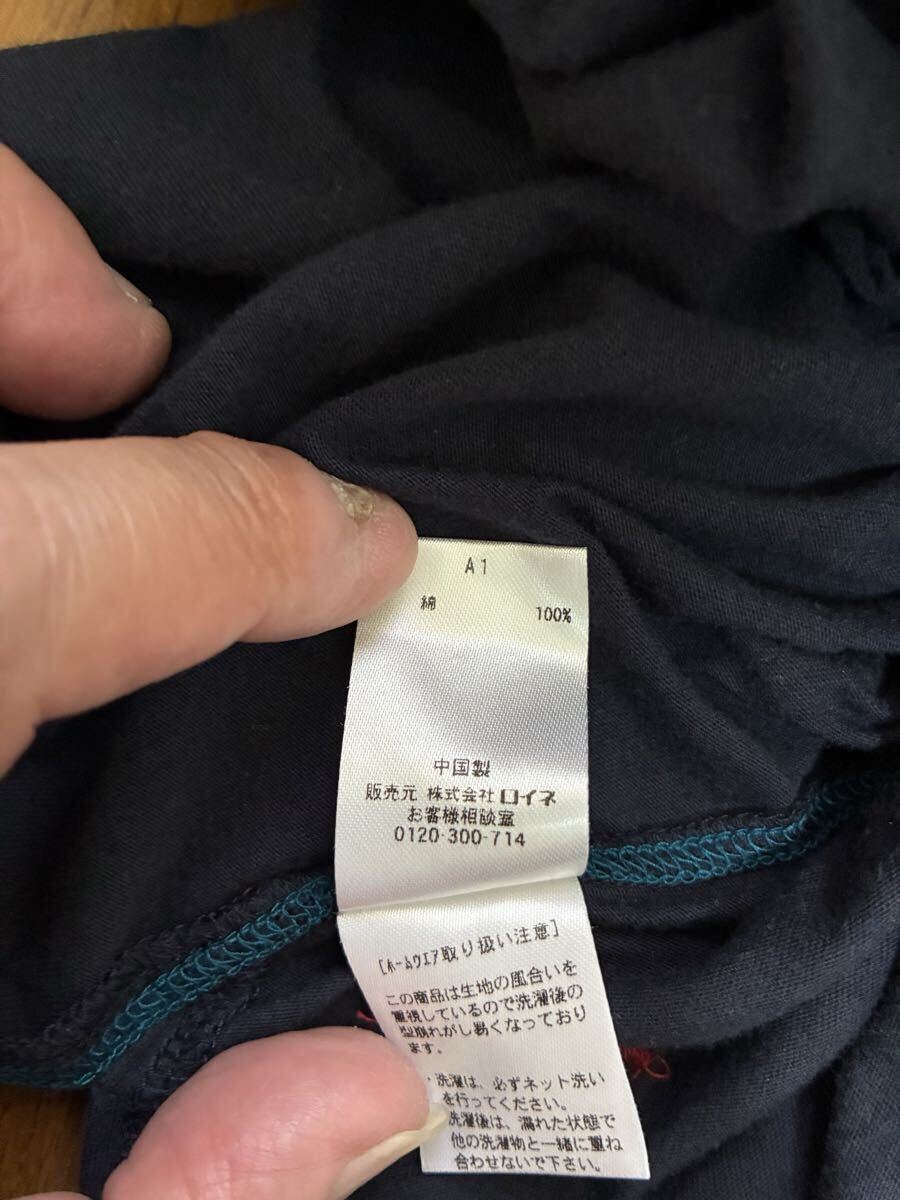 A1
綿 100%
中国製
販売元 株式会社 ロイネ
お客様相談室
0120-300-714
[ホームウエア取り扱い注意]
この商品は生地の風合いを
重視しているので洗濯後の
型崩れがし易くなっており
ます。
・洗濯は、必ずネット洗い
を行ってください。
洗濯後は、濡れた状態で
他の洗濯物と一緒に重ね
合わせないで下さい。